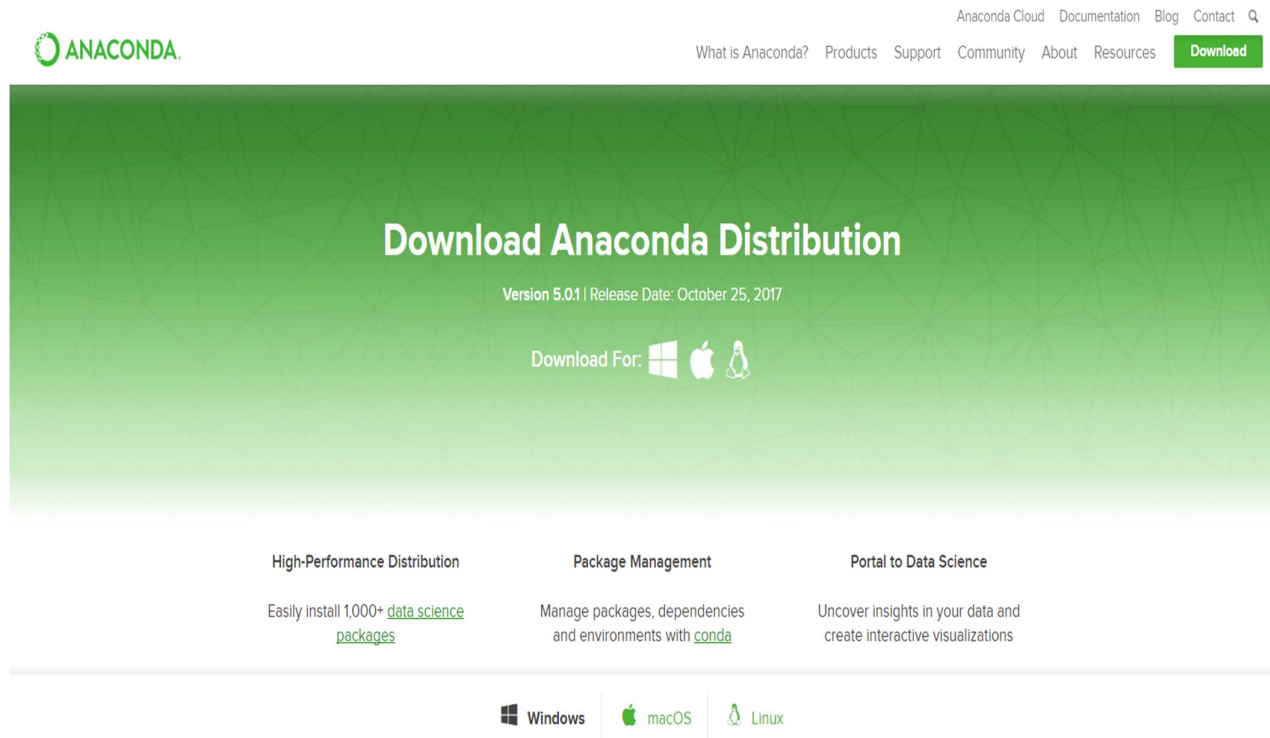 Anaconda Cloud Documentation Blog Contact
ANACONDA.
What is Anaconda? Products Support Community About Resources Download
Download Anaconda Distribution
Version 5.0.1 | Release Date: October 25, 2017
Download For:
High-Performance Distribution
Easily install 1,000+ data science
packages
Package Management
Manage packages, dependencies
and environments with conda
Portal to Data Science
Uncover insights in your data and
create interactive visualizations
Windows macOS Linux